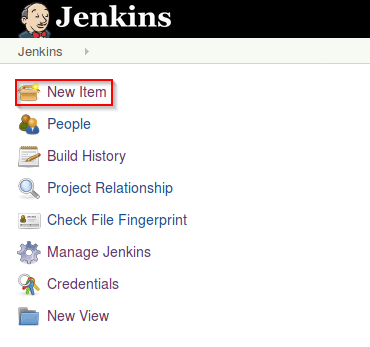 Jenkins
Jenkins
New Item
People
Build History
Project Relationship
Check File Fingerprint
Manage Jenkins
Credentials
New View